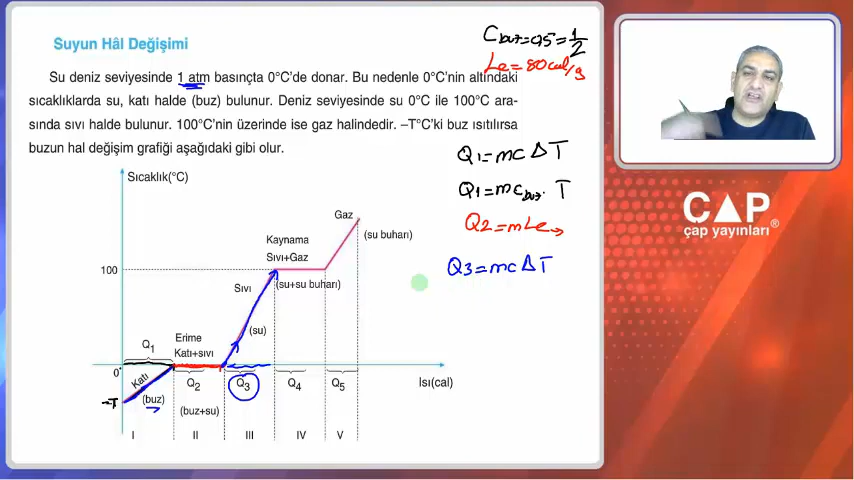 Suyun Hâl Değişimi
Su deniz seviyesinde 1 atm basınçta 0°C'de donar. Bu nedenle 0°C'nin altındaki
sıcaklıklarda su, katı halde (buz) bulunur. Deniz seviyesinde su 0°C ile 100°C ara-
sında sıvı halde bulunur. 100°C'nin üzerinde ise gaz halindedir. –T°C'ki buz ısıtılırsa
buzun hal değişim grafiği aşağıdaki gibi olur.
C buz=0,5=1/2
Le=80cal/g
Q1=mcΔT
Q1=mc buz. T
Q2=mLe
Q3=mcΔT
Sıcaklık(°C)
Gaz
(su buharı)
Kaynama
Sıvı+Gaz
100
Sıvı
(su+su buharı)
(su)
Erime
Katı+sıvı
Q1
0
Isı(cal)
Katı
(buz)
-T
Q2
Q3
Q4
Q5
(buz+su)
I
II
III
IV
V
CAP
çap yayınları®